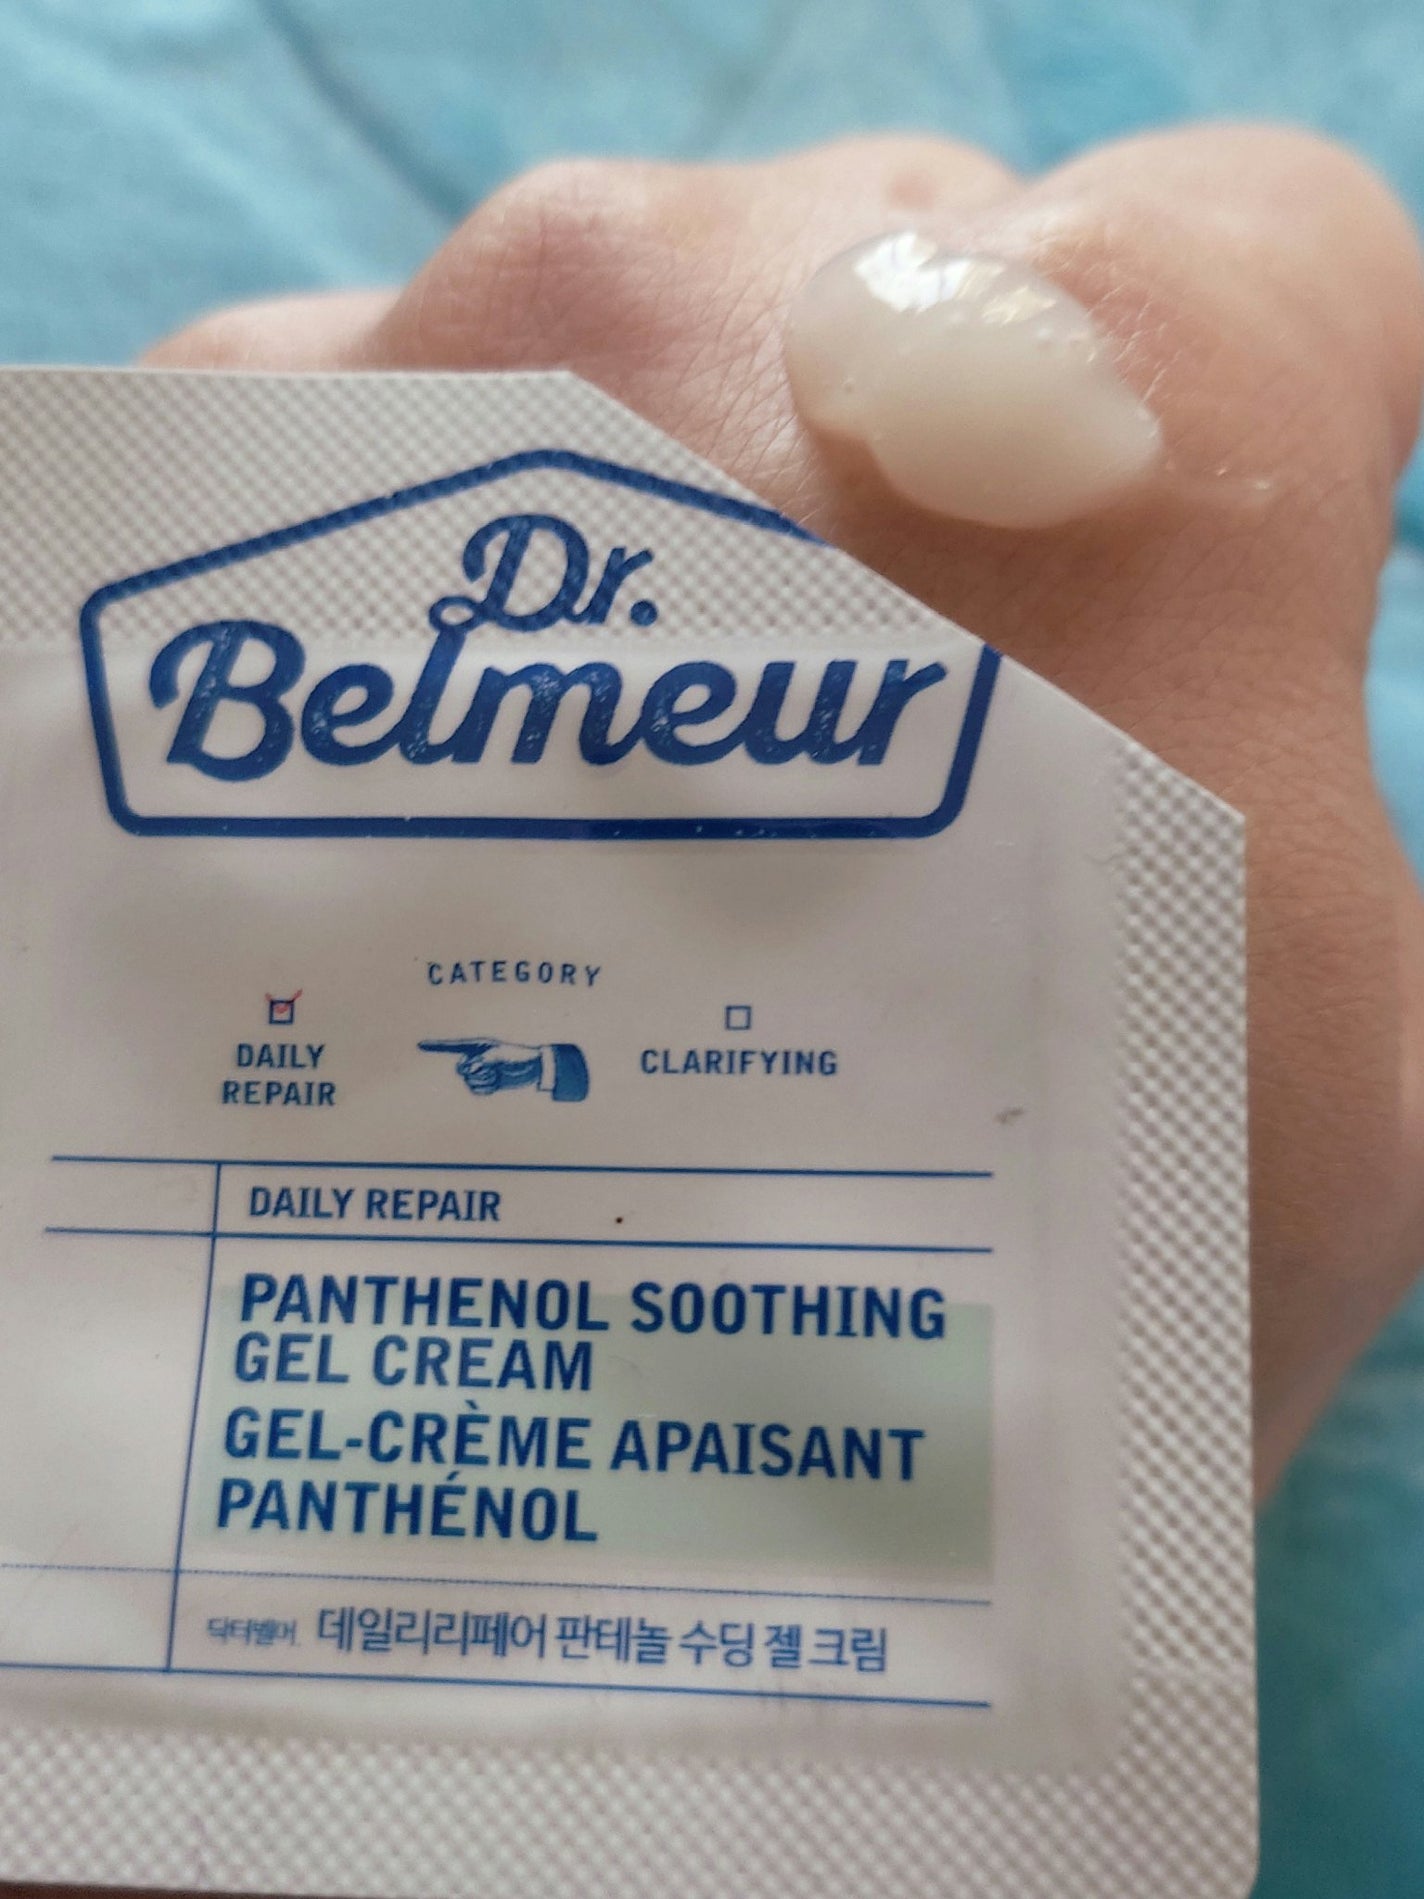 Dr.
Belmeur
CATEGORY
DAILY
REPAIR
CLARIFYING
DAILY REPAIR
PANTHENOL SOOTHING
GEL CREAM
GEL-CRÈME APAISANT
PANTHÉNOL
닥터벨머 데일리리페어 판테놀 수딩 젤 크림